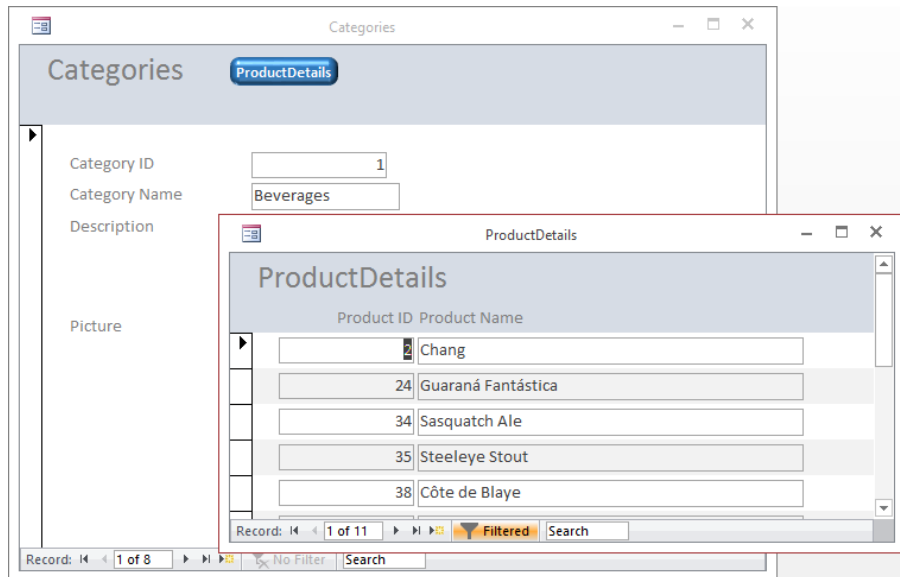 Categories
Categories ProductDetails
Category ID 1
Category Name Beverages
Description
Picture
ProductDetails
ProductDetails
Product ID Product Name
2 Chang
24 Guaraná Fantástica
34 Sasquatch Ale
35 Steeleye Stout
38 Côte de Blaye
Record: 1 of 11 Filtered Search
Record: 1 of 8 No Filter Search